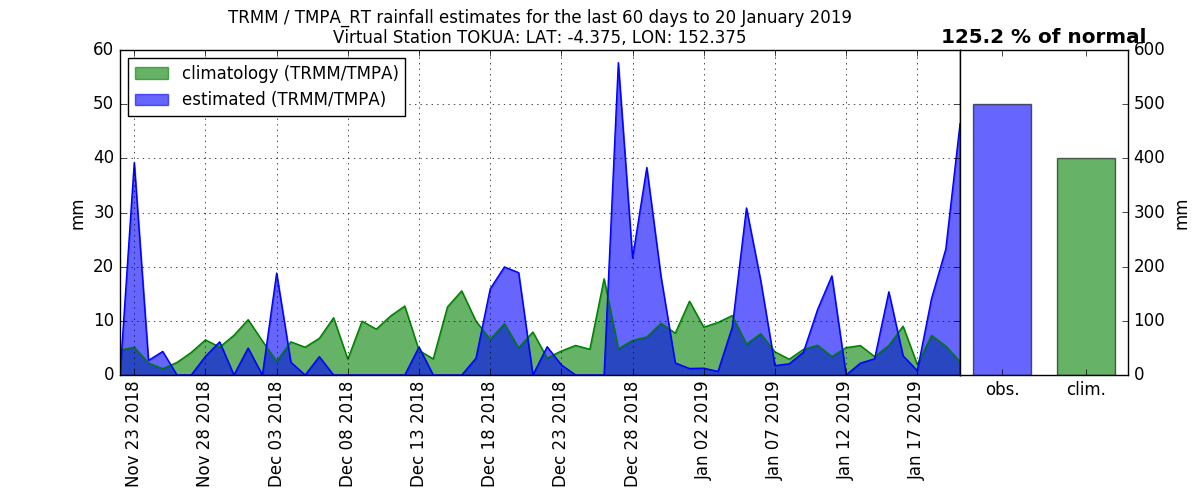 TRMM / TMPA_RT rainfall estimates for the last 60 days to 20 January 2019
Virtual Station TOKUA: LAT: -4.375, LON: 152.375
125.2 % of normal
climatology (TRMM/TMPA)
estimated (TRMM/TMPA)
60
50
40
30
20
10
0
mm
Nov 23 2018
Nov 28 2018
Dec 03 2018
Dec 08 2018
Dec 13 2018
Dec 18 2018
Dec 23 2018
Dec 28 2018
Jan 02 2019
Jan 07 2019
Jan 12 2019
Jan 17 2019
obs.
clim.
600
500
400
300
200
100
0
mm